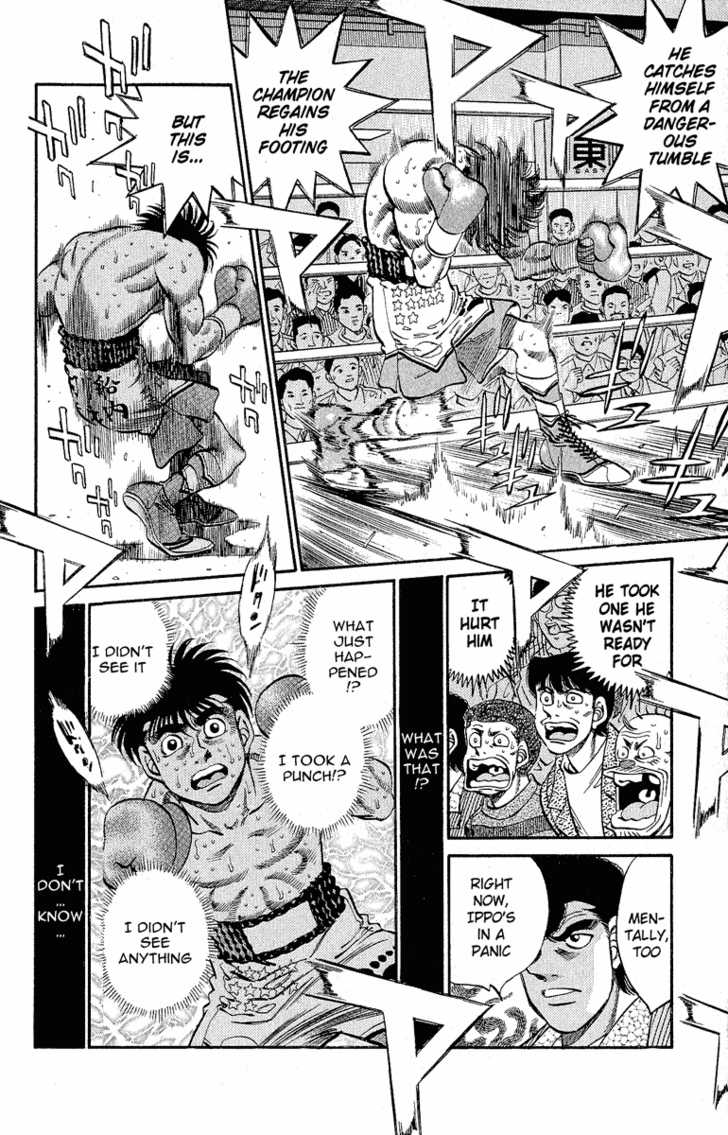 HE
CATCHES
HIMSELF
FROM A
DANGER-
OUS
TUMBLE
THE
CHAMPION
REGAINS
HIS
FOOTING
東
EAST
BUT
THIS
IS...
HE TOOK
ONE HE
WASN'T
READY
FOR
IT
HURT
HIM
MEN-
TALLY,
TOO
RIGHT
NOW,
IPPO'S
IN A
PANIC
WHAT
WAS
THAT
!?
WHAT
JUST
HAP-
PENED
!?
I TOOK A
PUNCH!?
I DIDN'T
SEE IT
I DIDN'T
SEE
ANYTHING
I
DON'T
...
KNOW
...